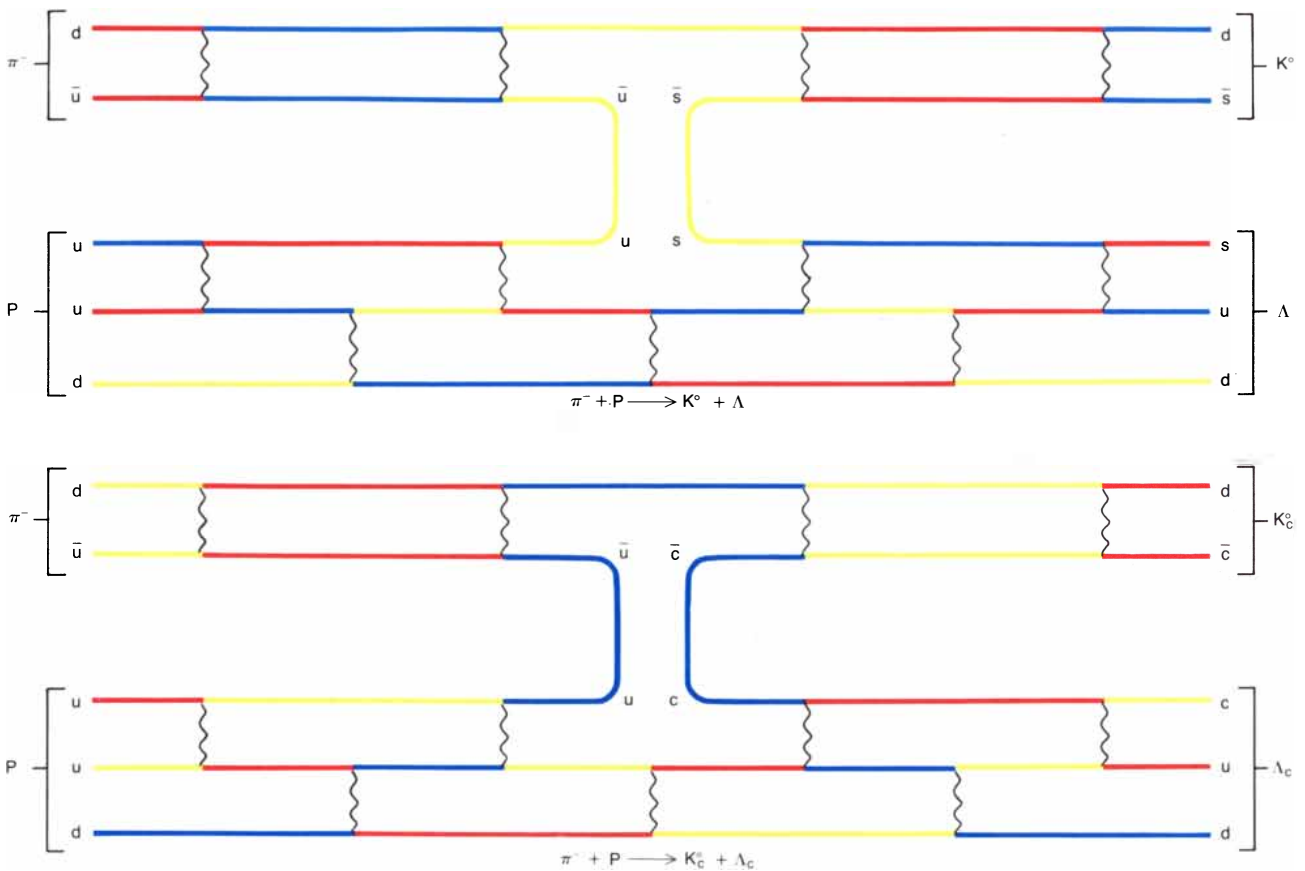 π⁻
d
ū
ū
s̄
d
s̄
K°
P
u
u
d
u
s
s
u
d
Λ
π⁻ + P ⟶ K° + Λ
π⁻
d
ū
ū
c̄
d
c̄
K°c
P
u
u
d
u
c
c
u
d
Λc
π⁻ + P ⟶ K°c + Λc